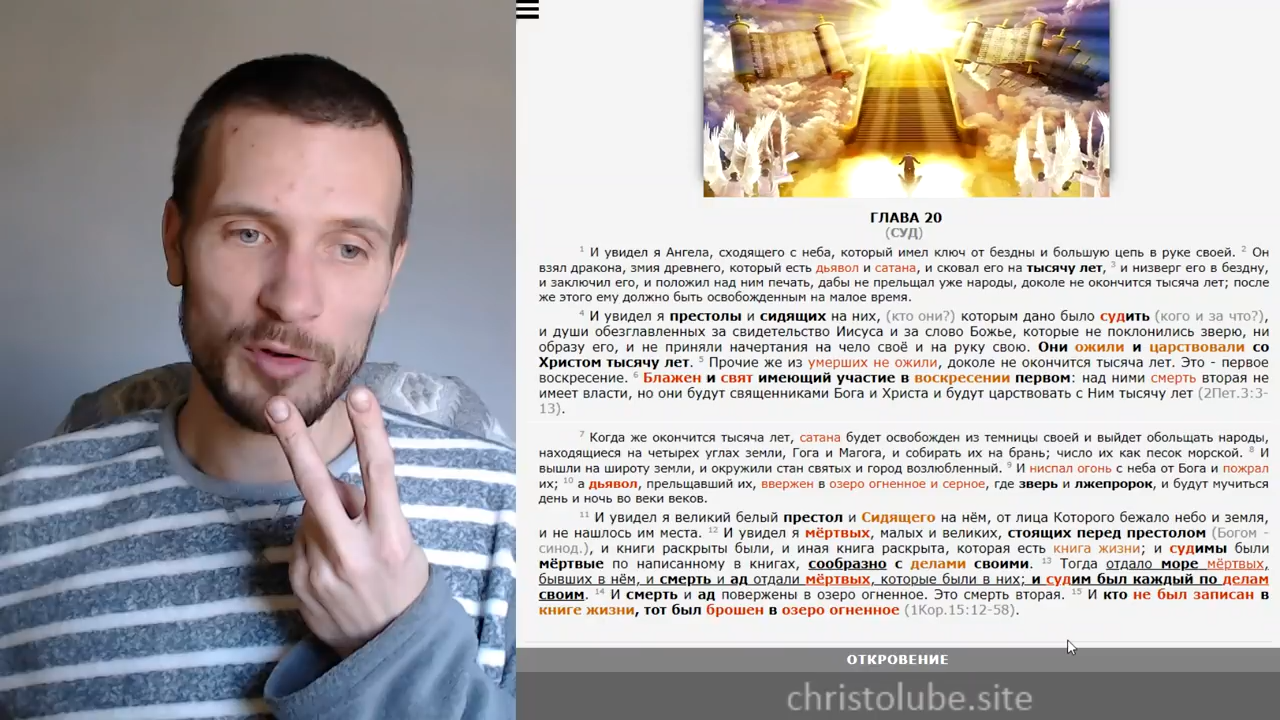 ГЛАВА 20
(СУД)
1 И увидел я Ангела, сходящего с неба, который имел ключ от бездны и большую цепь в руке своей. 2 Он
взял дракона, змия древнего, который есть дьявол и сатана, и сковал его на тысячу лет, 3 и низверг его в бездну,
и заключил его, и положил над ним печать, дабы не прельщал уже народы, доколе не окончится тысяча лет; после
же этого ему должно быть освобожденным на малое время.
4 И увидел я престолы и сидящих на них, (кто они?) которым дано было судить (кого и за что?),
и души обезглавленных за свидетельство Иисуса и за слово Божье, которые не поклонились зверю, ни
образу его, и не приняли начертания на чело своё и на руку свою. Они ожили и царствовали со
Христом тысячу лет. 5 Прочие же из умерших не ожили, доколе не окончится тысяча лет. Это - первое
воскресение. 6 Блажен и свят имеющий участие в воскресении первом: над ними смерть вторая не
имеет власти, но они будут священниками Бога и Христа и будут царствовать с Ним тысячу лет (2Пет.3:3-
13).
7 Когда же окончится тысяча лет, сатана будет освобожден из темницы своей и выйдет обольщать народы,
находящиеся на четырех углах земли, Гога и Магога, и собирать их на брань; число их как песок морской. 8 И
вышли на широту земли, и окружили стан святых и город возлюбленный. 9 И ниспал огонь с неба от Бога и пожрал
их; 10 а дьявол, прельщавший их, ввержен в озеро огненное и серное, где зверь и лжепророк, и будут мучиться
день и ночь во веки веков.
11 И увидел я великий белый престол и Сидящего на нём, от лица Которого бежало небо и земля,
и не нашлось им места. 12 И увидел я мёртвых, малых и великих, стоящих перед престолом (Богом -
синод.), и книги раскрыты были, и иная книга раскрыта, которая есть книга жизни; и судимы были
мёртвые по написанному в книгах, сообразно с делами своими. 13 Тогда отдало море мёртвых,
бывших в нём, и смерть и ад отдали мёртвых, которые были в них; и судим был каждый по делам
своим. 14 И смерть и ад повержены в озеро огненное. Это смерть вторая. 15 И кто не был записан в
книге жизни, тот был брошен в озеро огненное (1Кор.15:12-58).
ОТКРОВЕНИЕ
christolube.site